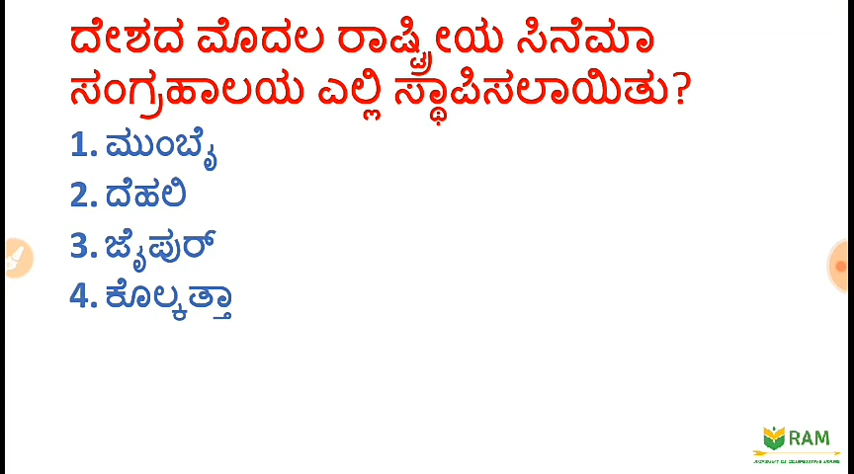 ದೇಶದ ಮೊದಲ ರಾಷ್ಟ್ರೀಯ ಸಿನೆಮಾ
ಸಂಗ್ರಹಾಲಯ ಎಲ್ಲಿ ಸ್ಥಾಪಿಸಲಾಯಿತು?
1. ಮುಂಬೈ
2. ದೆಹಲಿ
3. ಜೈಪುರ್
4. ಕೊಲ್ಕತ್ತಾ
RAM